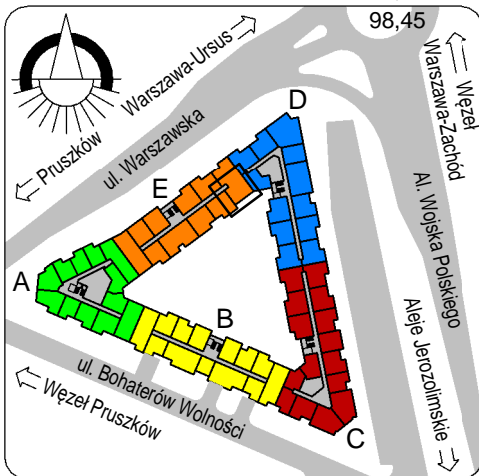 98,45
Warszawa-Ursus
Węzeł
Warszawa-Zachód
Pruszków
ul. Warszawska
D
E
Al. Wojska Polskiego
A
B
Aleje Jerozolimskie
ul. Bohaterów Wolności
Węzeł Pruszków
C